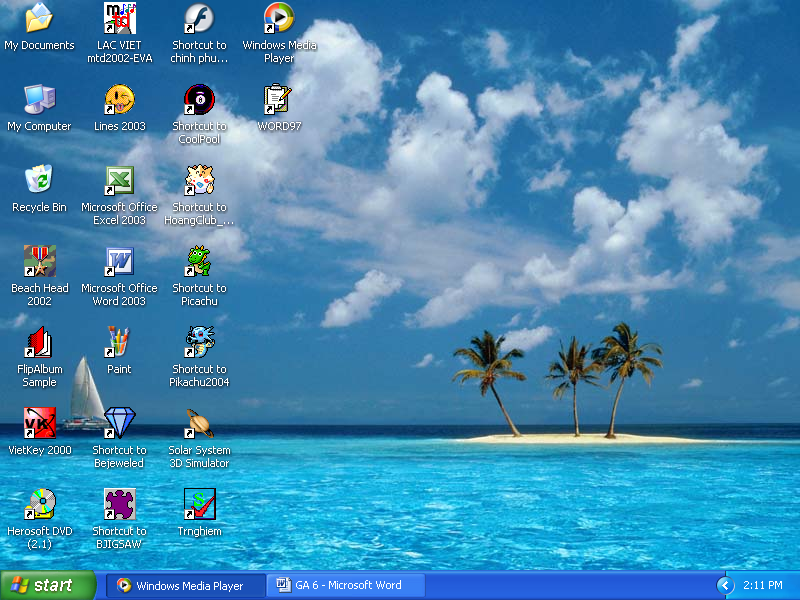 My Documents
LAC VIET
mtd2002-EVA
Shortcut to
chinh phu...
Windows Media
Player
My Computer
Lines 2003
Shortcut to
CoolPool
WORD97
Recycle Bin
Microsoft Office
Excel 2003
Shortcut to
HoangClub_...
Beach Head
2002
Microsoft Office
Word 2003
Shortcut to
Picachu
FlipAlbum
Sample
Paint
Shortcut to
Pikachu2004
VK
VietKey 2000
Shortcut to
Bejeweled
Solar System
3D Simulator
Herosoft DVD
(2.1)
Shortcut to
BJIGSAW
Trnghiem
start
Windows Media Player
GA 6 - Microsoft Word
2:11 PM